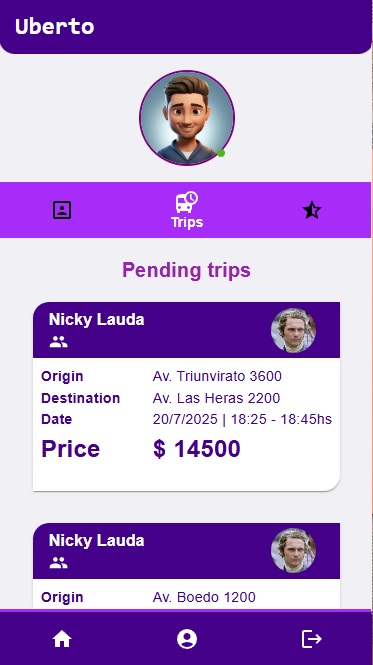 Uberto
Trips
Pending trips
Nicky Lauda
Origin Av. Triunvirato 3600
Destination Av. Las Heras 2200
Date 20/7/2025 | 18:25 - 18:45hs
Price $ 14500
Nicky Lauda
Origin Av. Boedo 1200